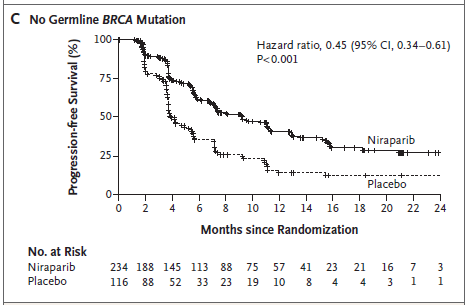 C No Germline BRCA Mutation
Hazard ratio, 0.45 (95% CI, 0.34–0.61)
P<0.001
Progression-free Survival (%)
100
75
50
25
0
Niraparib
Placebo
0 2 4 6 8 10 12 14 16 18 20 22 24
Months since Randomization
No. at Risk
Niraparib 234 188 145 113 88 75 57 41 23 21 16 7 3
Placebo 116 88 52 33 23 19 10 8 4 4 3 1 1